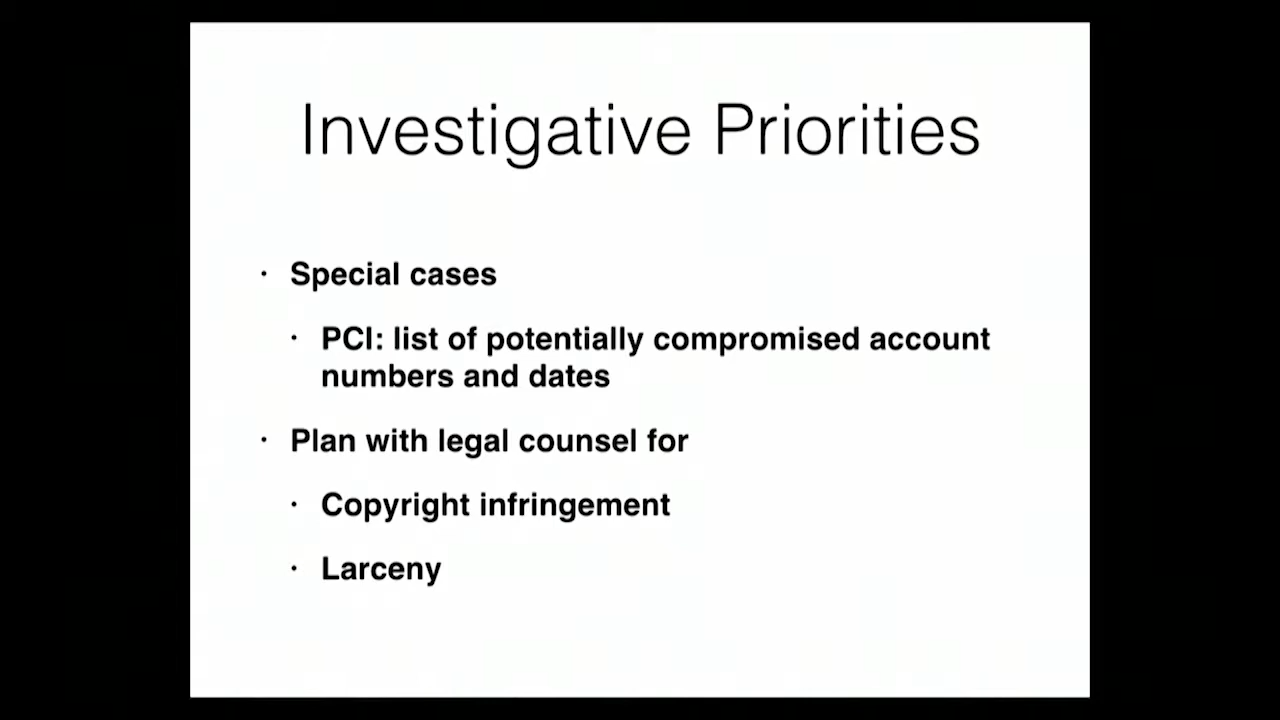 Investigative Priorities
• Special cases
• PCI: list of potentially compromised account
numbers and dates
• Plan with legal counsel for
• Copyright infringement
• Larceny